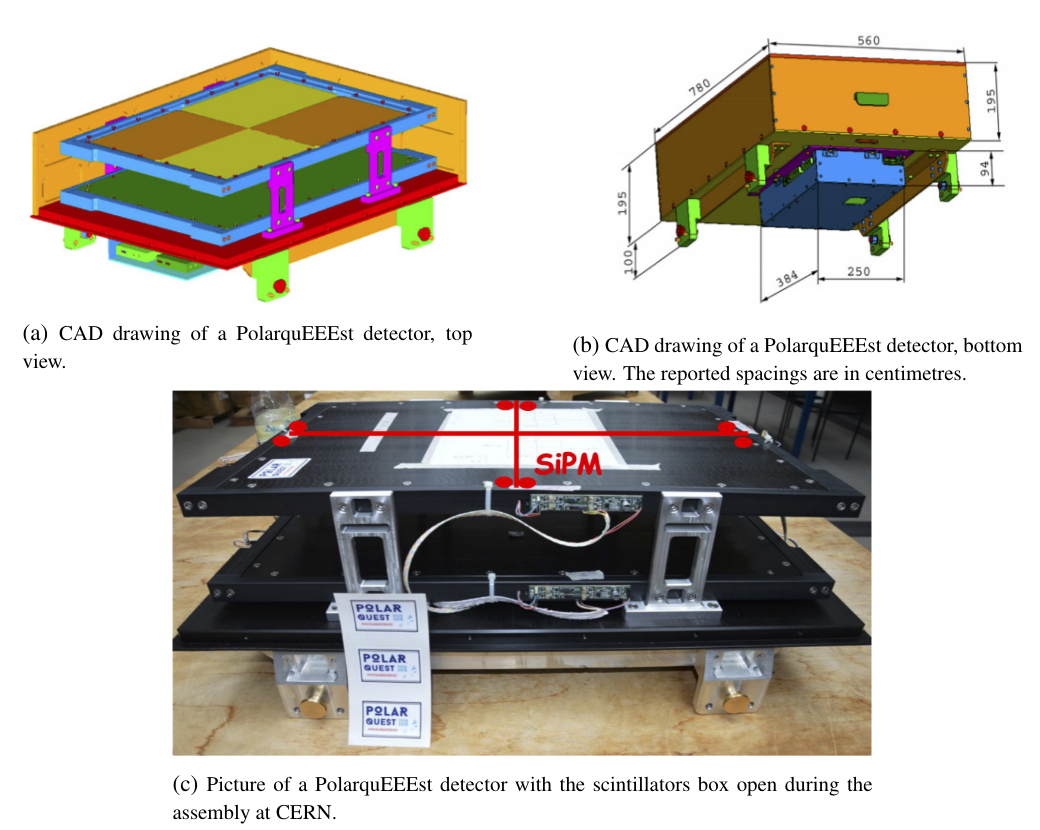 560
780
195
94
195
100
384
250
(a) CAD drawing of a PolarquEEEst detector, top
view.
(b) CAD drawing of a PolarquEEEst detector, bottom
view. The reported spacings are in centimetres.
SiPM
POLAR
QUEST
POLAR
QUEST
POLAR
QUEST
POLAR
QUEST
(c) Picture of a PolarquEEEst detector with the scintillators box open during the
assembly at CERN.